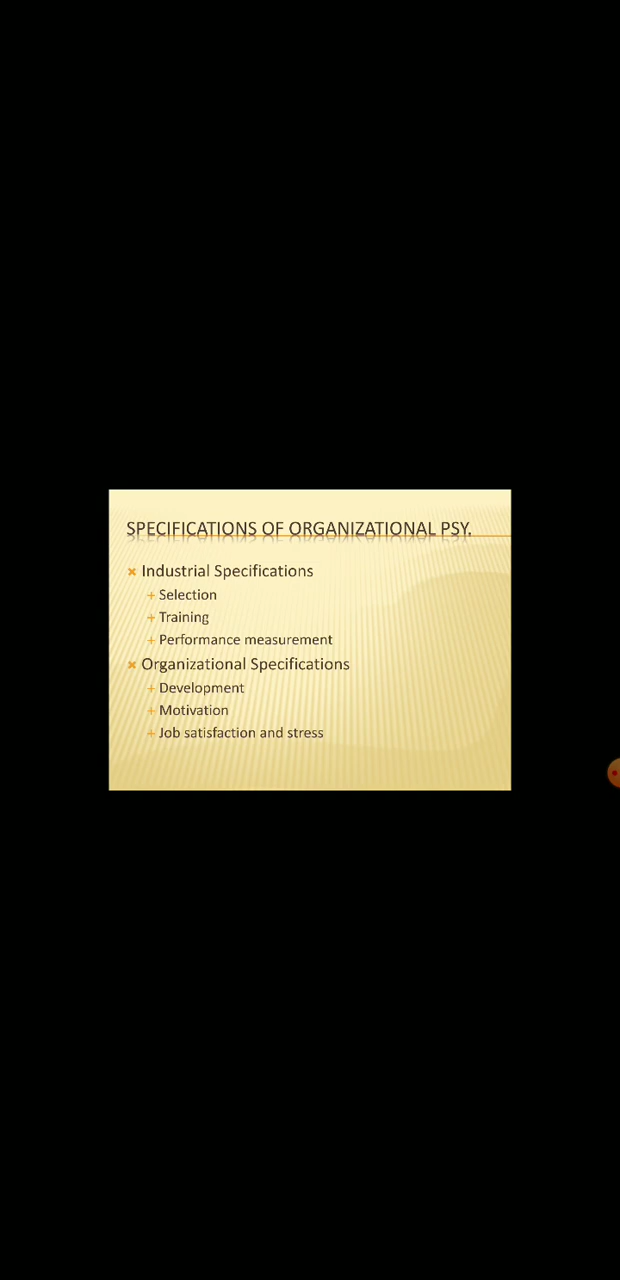 SPECIFICATIONS OF ORGANIZATIONAL PSY.
Industrial Specifications
Selection
Training
Performance measurement
Organizational Specifications
Development
Motivation
Job satisfaction and stress